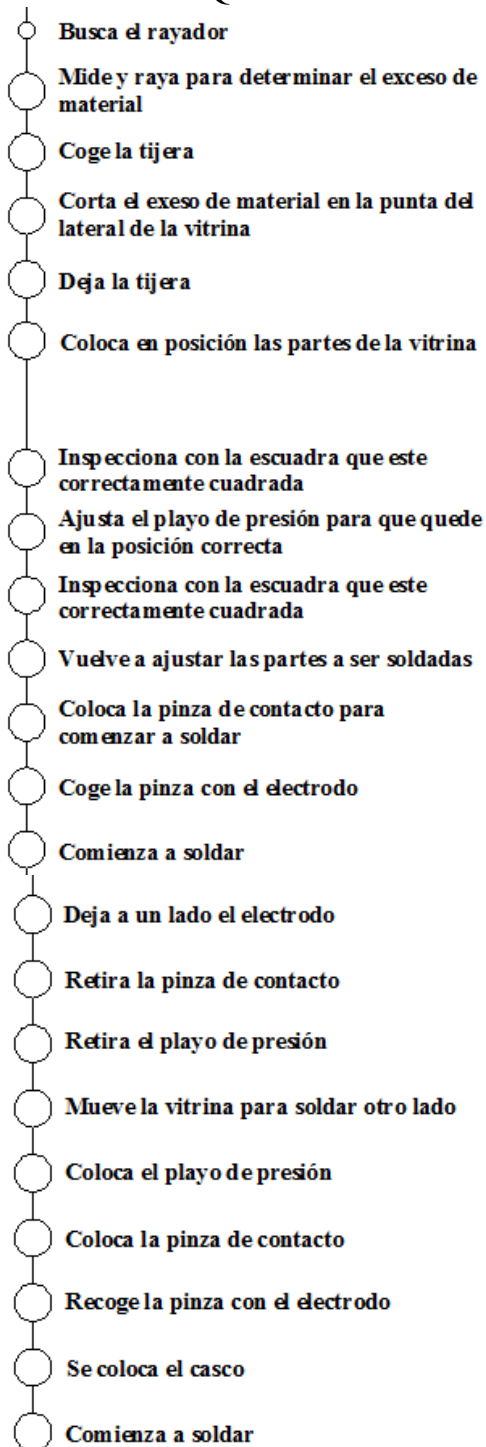 Busca el rayador
Mide y raya para determinar el exceso de
material
Coge la tijera
Corta el exeso de material en la punta del
lateral de la vitrina
Deja la tijera
Coloca en posición las partes de la vitrina
Inspecciona con la escuadra que este
correctamente cuadrada
Ajusta el playo de presión para que quede
en la posición correcta
Inspecciona con la escuadra que este
correctamente cuadrada
Vuelve a ajustar las partes a ser soldadas
Coloca la pinza de contacto para
comenzar a soldar
Coge la pinza con el electrodo
Comienza a soldar
Deja a un lado el electrodo
Retira la pinza de contacto
Retira el playo de presión
Mueve la vitrina para soldar otro lado
Coloca el playo de presión
Coloca la pinza de contacto
Recoge la pinza con el electrodo
Se coloca el casco
Comienza a soldar